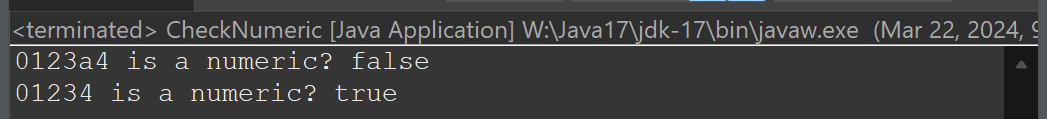 <terminated> CheckNumeric [Java Application] W:\Java17\jdk-17\bin\javaw.exe (Mar 22, 2024, 9
0123a4 is a numeric? false
01234 is a numeric? true